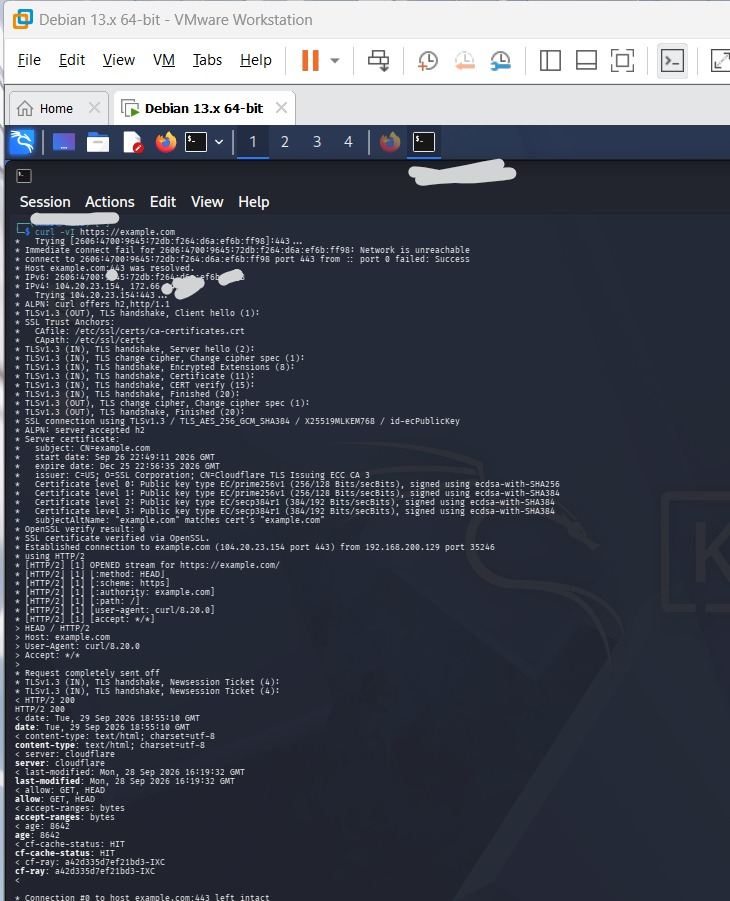 Debian 13.x 64-bit - VMware Workstation
File Edit View VM Tabs Help
Home
Debian 13.x 64-bit
1 2 3 4
Session Actions Edit View Help
$ curl -vI https://example.com
* Trying [2606:4700:9645:72db:f264:d6a:ef6b:ff98]:443...
* Immediate connect fail for 2606:4700:9645:72db:f264:d6a:ef6b:ff98: Network is unreachable
* connect to 2606:4700:9645:72db:f264:d6a:ef6b:ff98 port 443 from :: port 0 failed: Success
* Host example.com:443 was resolved.
* IPv6: 2606:4700:9645:72db:f264:d6a:ef6b:
* IPv4: 104.20.23.154, 172.66.
* Trying 104.20.23.154:443...
* ALPN: curl offers h2,http/1.1
* TLSv1.3 (OUT), TLS handshake, Client hello (1):
* SSL Trust Anchors:
* CAfile: /etc/ssl/certs/ca-certificates.crt
* CApath: /etc/ssl/certs
* TLSv1.3 (IN), TLS handshake, Server hello (2):
* TLSv1.3 (IN), TLS change cipher, Change cipher spec (1):
* TLSv1.3 (IN), TLS handshake, Encrypted Extensions (8):
* TLSv1.3 (IN), TLS handshake, Certificate (11):
* TLSv1.3 (IN), TLS handshake, CERT verify (15):
* TLSv1.3 (IN), TLS handshake, Finished (20):
* TLSv1.3 (OUT), TLS change cipher, Change cipher spec (1):
* TLSv1.3 (OUT), TLS handshake, Finished (20):
* SSL connection using TLSv1.3 / TLS_AES_256_GCM_SHA384 / X25519MLKEM768 / id-ecPublicKey
* ALPN: server accepted h2
* Server certificate:
* subject: CN=example.com
* start date: Sep 26 22:49:11 2026 GMT
* expire date: Dec 25 22:56:35 2026 GMT
* issuer: C=US; O=SSL Corporation; CN=Cloudflare TLS Issuing ECC CA 3
* Certificate level 0: Public key type EC/prime256v1 (256/128 Bits/secBits), signed using ecdsa-with-SHA256
* Certificate level 1: Public key type EC/prime256v1 (256/128 Bits/secBits), signed using ecdsa-with-SHA384
* Certificate level 2: Public key type EC/secp384r1 (384/192 Bits/secBits), signed using ecdsa-with-SHA384
* Certificate level 3: Public key type EC/secp384r1 (384/192 Bits/secBits), signed using ecdsa-with-SHA384
* subjectAltName: "example.com" matches cert's "example.com"
* OpenSSL verify result: 0
* SSL certificate verified via OpenSSL.
* Established connection to example.com (104.20.23.154 port 443) from 192.168.200.129 port 35246
* using HTTP/2
* [HTTP/2] [1] OPENED stream for https://example.com/
* [HTTP/2] [1] [:method: HEAD]
* [HTTP/2] [1] [:scheme: https]
* [HTTP/2] [1] [:authority: example.com]
* [HTTP/2] [1] [:path: /]
* [HTTP/2] [1] [user-agent: curl/8.20.0]
* [HTTP/2] [1] [accept: */*]
> HEAD / HTTP/2
> Host: example.com
> User-Agent: curl/8.20.0
> Accept: */*
>
* Request completely sent off
* TLSv1.3 (IN), TLS handshake, Newsession Ticket (4):
* TLSv1.3 (IN), TLS handshake, Newsession Ticket (4):
< HTTP/2 200
HTTP/2 200
< date: Tue, 29 Sep 2026 18:55:10 GMT
date: Tue, 29 Sep 2026 18:55:10 GMT
< content-type: text/html; charset=utf-8
content-type: text/html; charset=utf-8
< server: cloudflare
server: cloudflare
< last-modified: Mon, 28 Sep 2026 16:19:32 GMT
last-modified: Mon, 28 Sep 2026 16:19:32 GMT
< allow: GET, HEAD
allow: GET, HEAD
< accept-ranges: bytes
accept-ranges: bytes
< age: 8642
age: 8642
< cf-cache-status: HIT
cf-cache-status: HIT
< cf-ray: a42d335d7ef21bd3-IXC
cf-ray: a42d335d7ef21bd3-IXC
<
* Connection #0 to host example.com:443 left intact